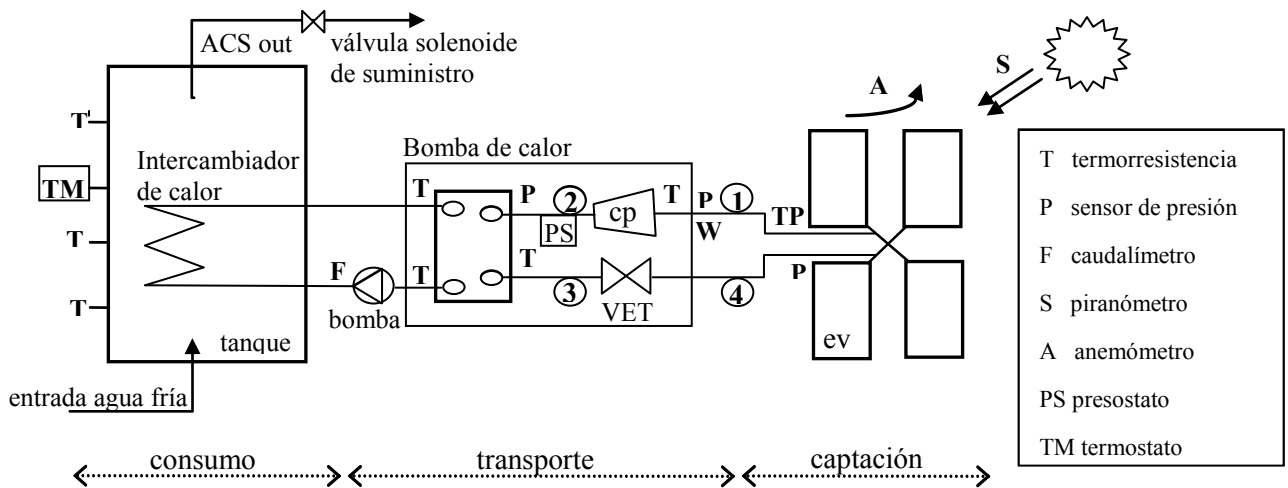 ACS out
válvula solenoide
de suministro
S
A
T
TM
T
T
Intercambiador
de calor
tanque
entrada agua fría
F
bomba
Bomba de calor
T
P
2
cp
T
P
1
TP
PS
W
T
T
3
VET
4
P
ev
T termorresistencia
P sensor de presión
F caudalímetro
S piranómetro
A anemómetro
PS presostato
TM termostato
consumo
transporte
captación